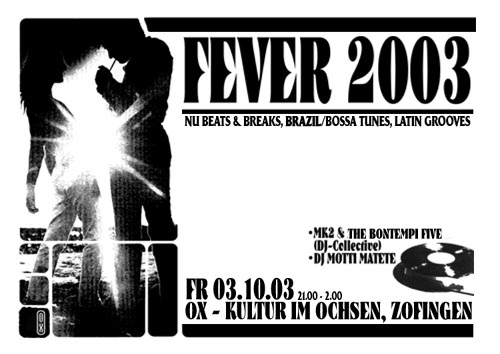 FEVER 2003
NU BEATS & BREAKS, BRAZIL/BOSSA TUNES, LATIN GROOVES
•MK2 & THE BONTEMPI FIVE
(DJ-Collective)
•DJ MOTTI MATETE
FR 03.10.03 21.00 - 2.00
OX - KULTUR IM OCHSEN, ZOFINGEN
OX